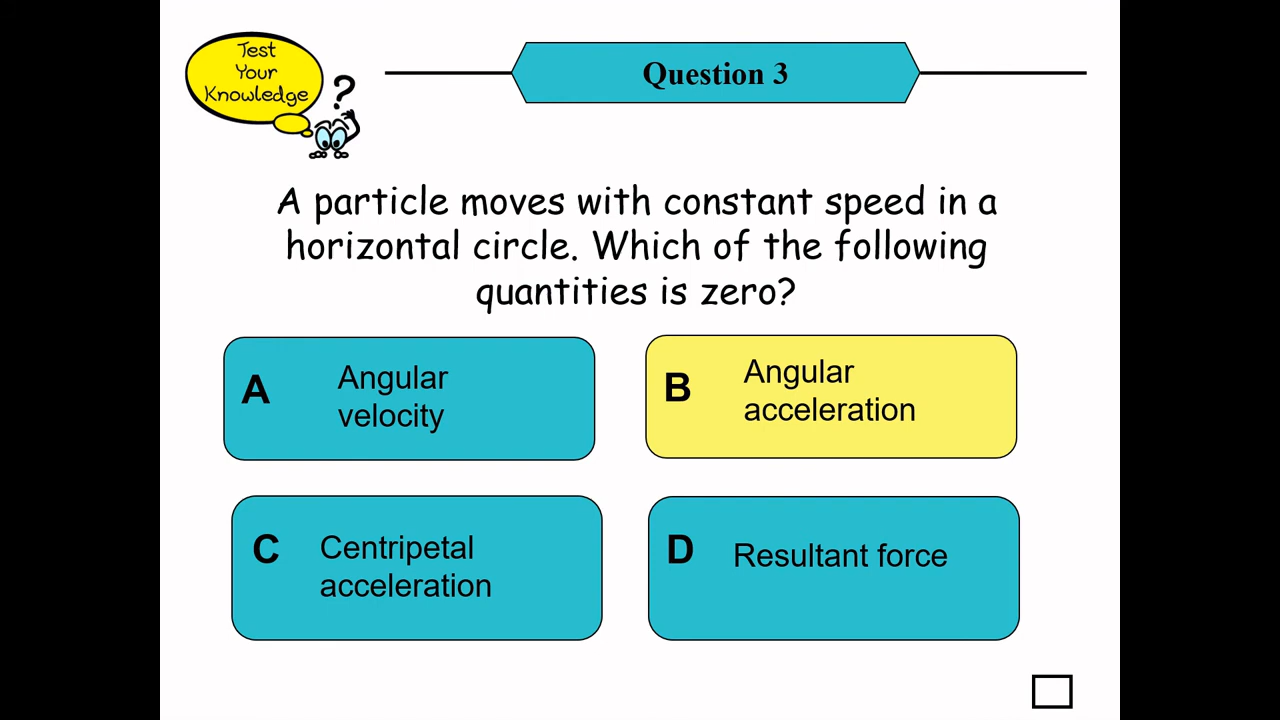 Test
Your
Knowledge
?
Question 3
A particle moves with constant speed in a
horizontal circle. Which of the following
quantities is zero?
A
Angular
velocity
B
Angular
acceleration
C
Centripetal
acceleration
D
Resultant force